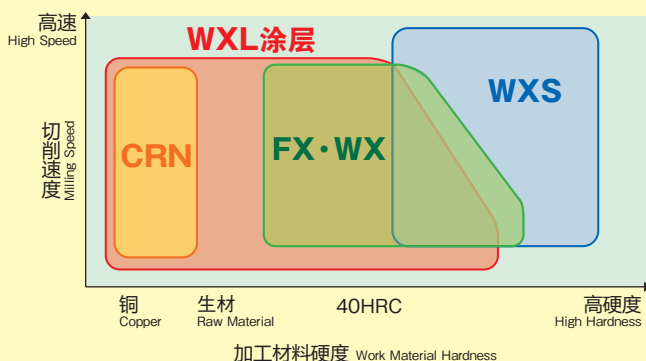 高速
High Speed
WXL涂层
WXS
CRN
FX·WX
切削速度
Milling Speed
铜
Copper
生材
Raw Material
40HRC
高硬度
High Hardness
加工材料硬度 Work Material Hardness